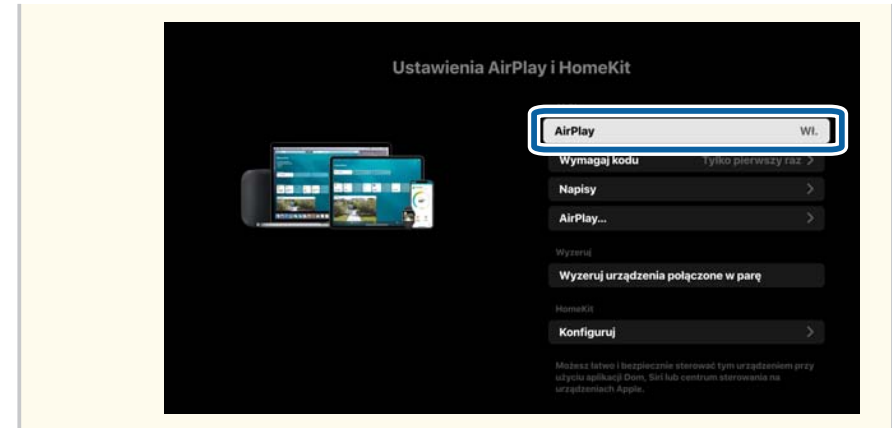 Ustawienia AirPlay i HomeKit
AirPlay Wł.
Wymagaj kodu Tylko pierwszy raz >
Napisy >
AirPlay... >
Wyzeruj
Wyzeruj urządzenia połączone w parę
HomeKit
Konfiguruj >
Możesz łatwo i bezpiecznie sterować tym urządzeniem przy
użyciu aplikacji Dom, Siri lub centrum sterowania na
urządzeniach Apple.